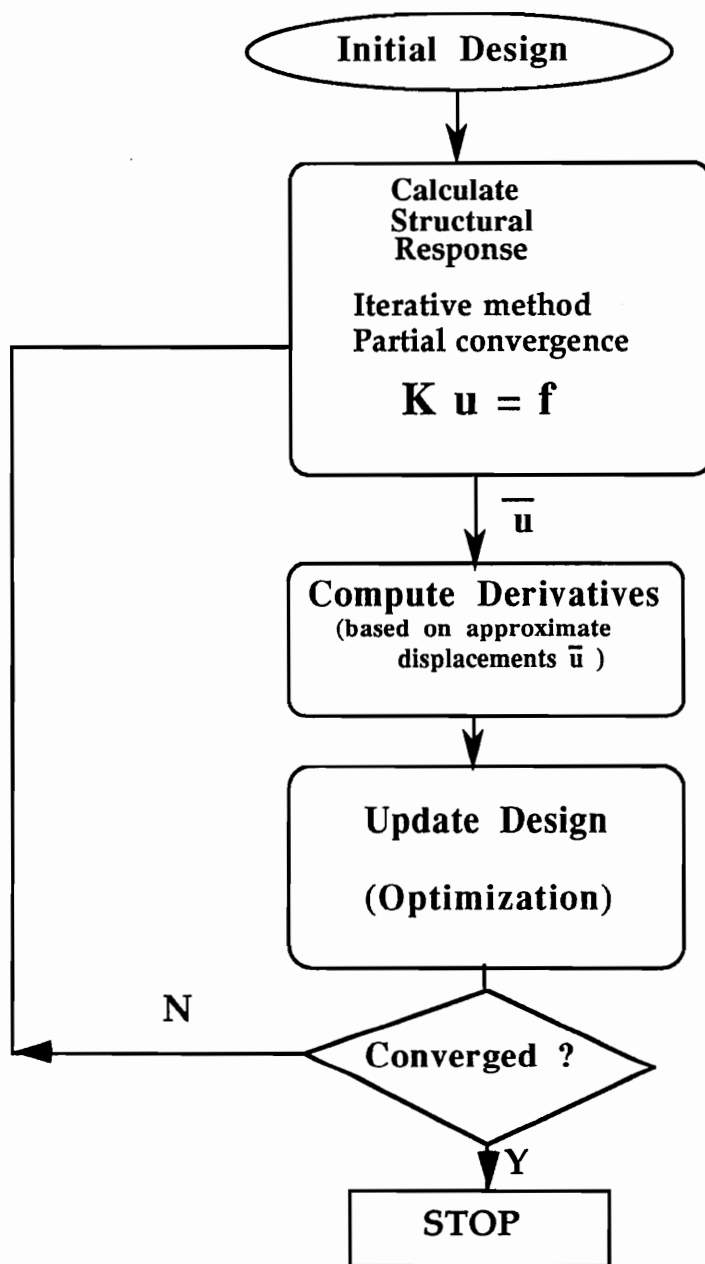 Initial Design
Calculate
Structural
Response
Iterative method
Partial convergence
K u = f
u̅
Compute Derivatives
(based on approximate
displacements u̅ )
Update Design
(Optimization)
N
Converged ?
Y
STOP